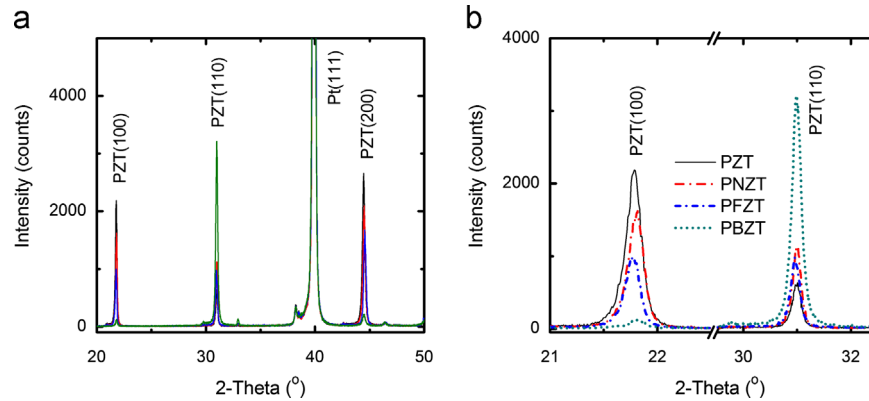 a
Intensity (counts)
4000
2000
0
PZT(100)
PZT(110)
Pt(111)
PZT(200)
20
30
40
50
2-Theta (°)
b
Intensity (counts)
4000
2000
0
PZT(100)
PZT(110)
PZT
PNZT
PFZT
PBZT
21
22
30
32
2-Theta (°)